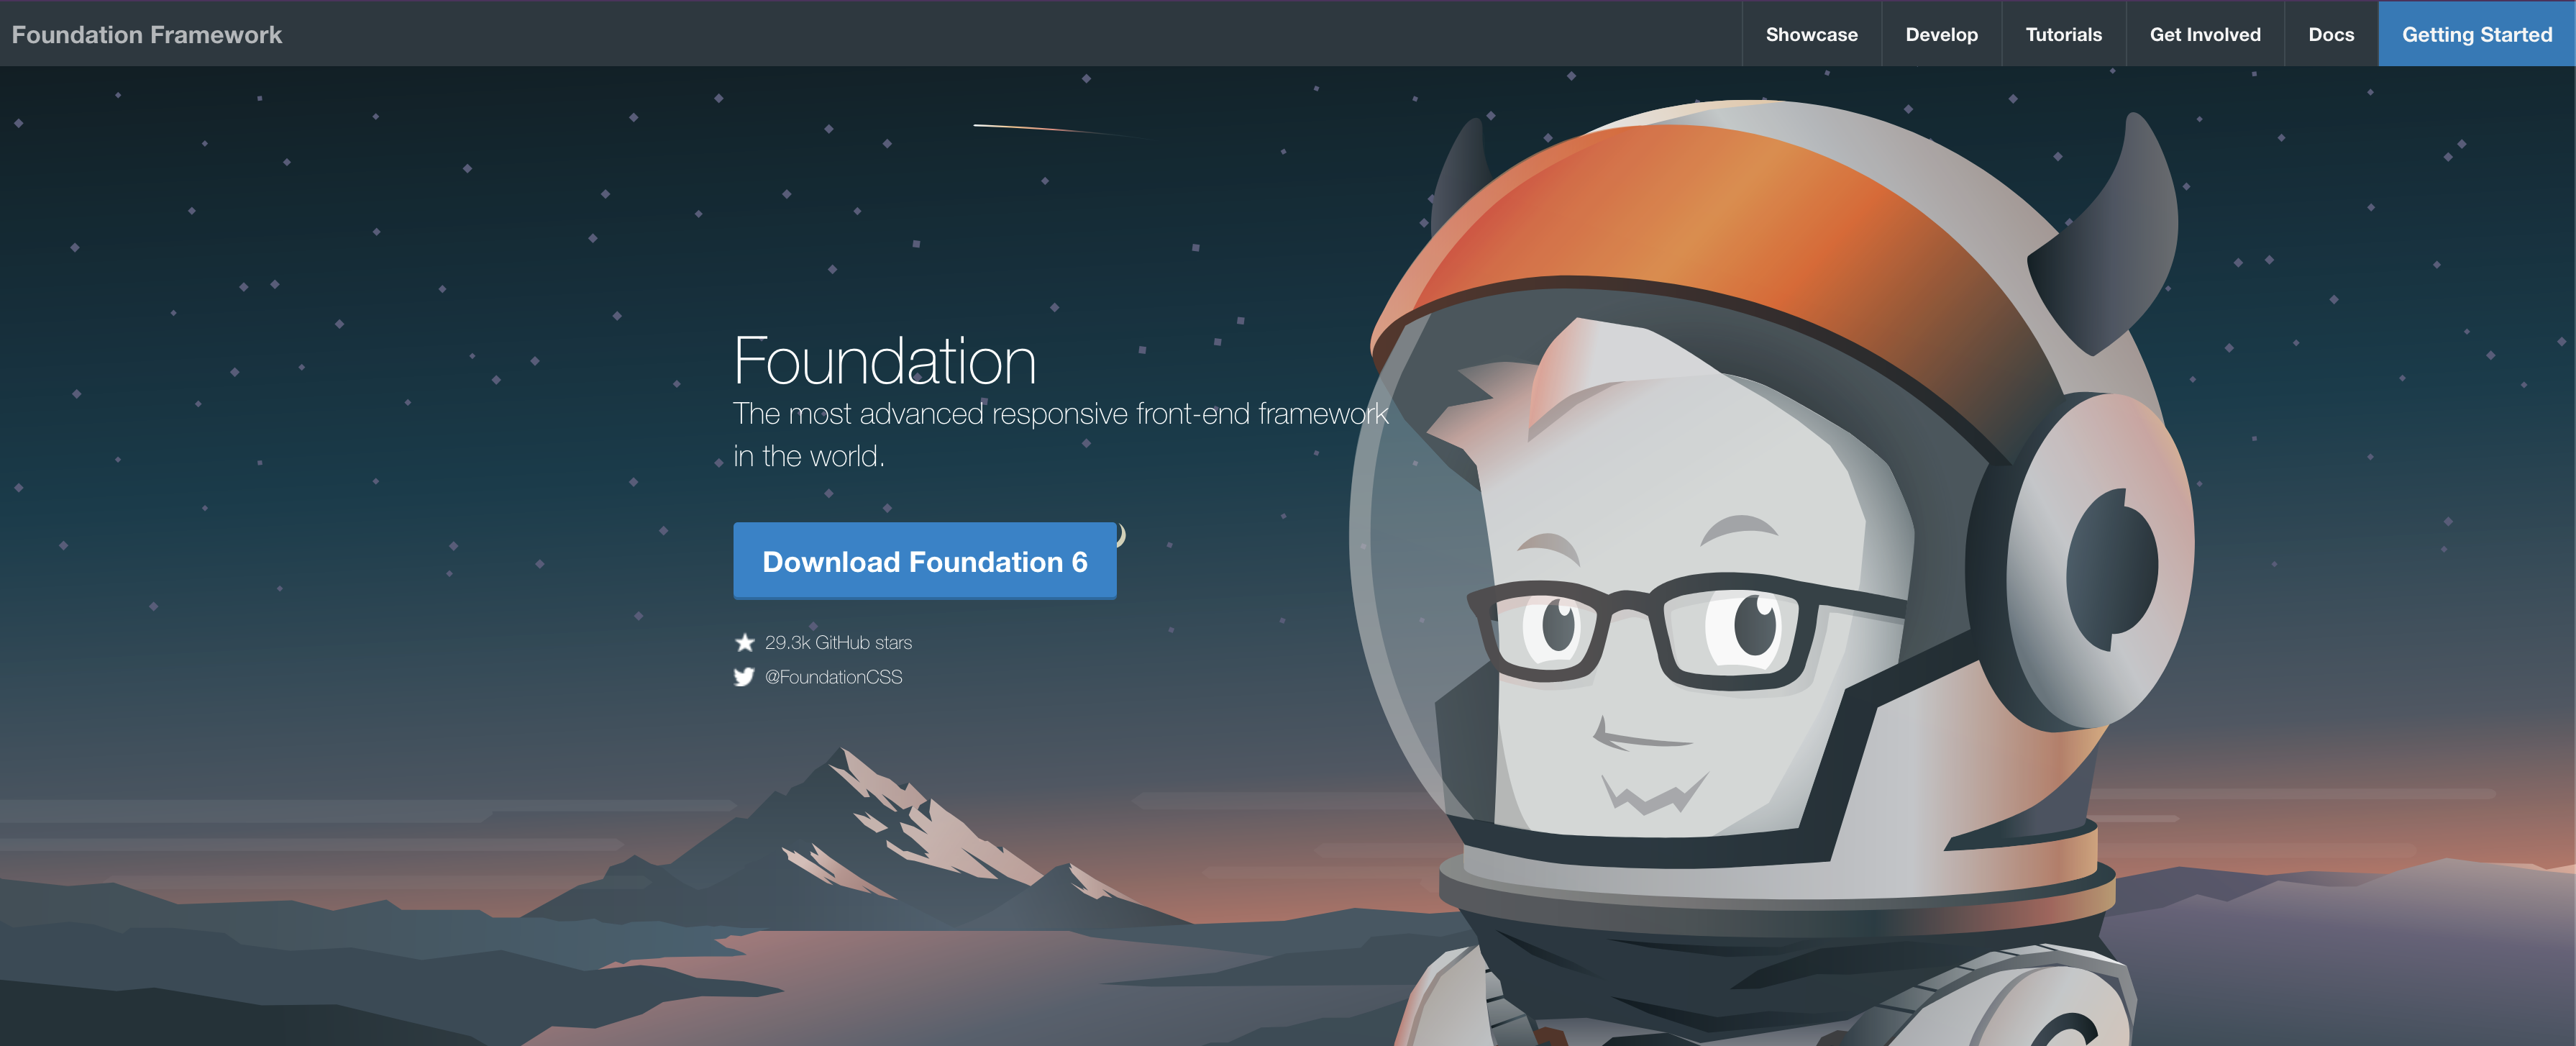 Foundation Framework
Showcase
Develop
Tutorials
Get Involved
Docs
Getting Started
Foundation
The most advanced responsive front-end framework
in the world.
Download Foundation 6
29.3k GitHub stars
@FoundationCSS